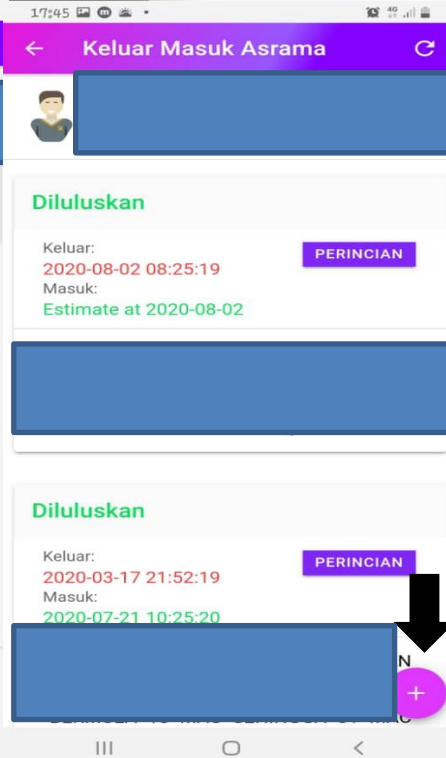 17:45
4G
Keluar Masuk Asrama
Diluluskan
Keluar:
2020-08-02 08:25:19
PERINCIAN
Masuk:
Estimate at 2020-08-02
Diluluskan
Keluar:
2020-03-17 21:52:19
PERINCIAN
Masuk:
2020-07-21 10:25:20
N
+